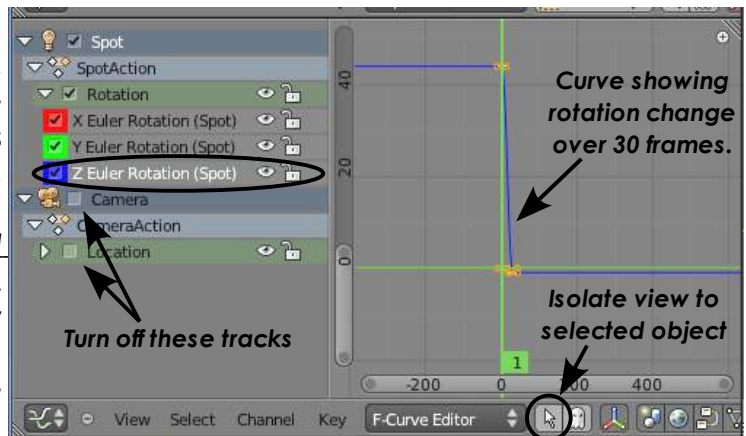 Spot
SpotAction
Rotation
X Euler Rotation (Spot)
Y Euler Rotation (Spot)
Z Euler Rotation (Spot)
Camera
CameraAction
Location
Turn off these tracks
40
20
0
Curve showing
rotation change
over 30 frames.
Isolate view to
selected object
1
-200
0
200
400
View
Select
Channel
Key
F-Curve Editor